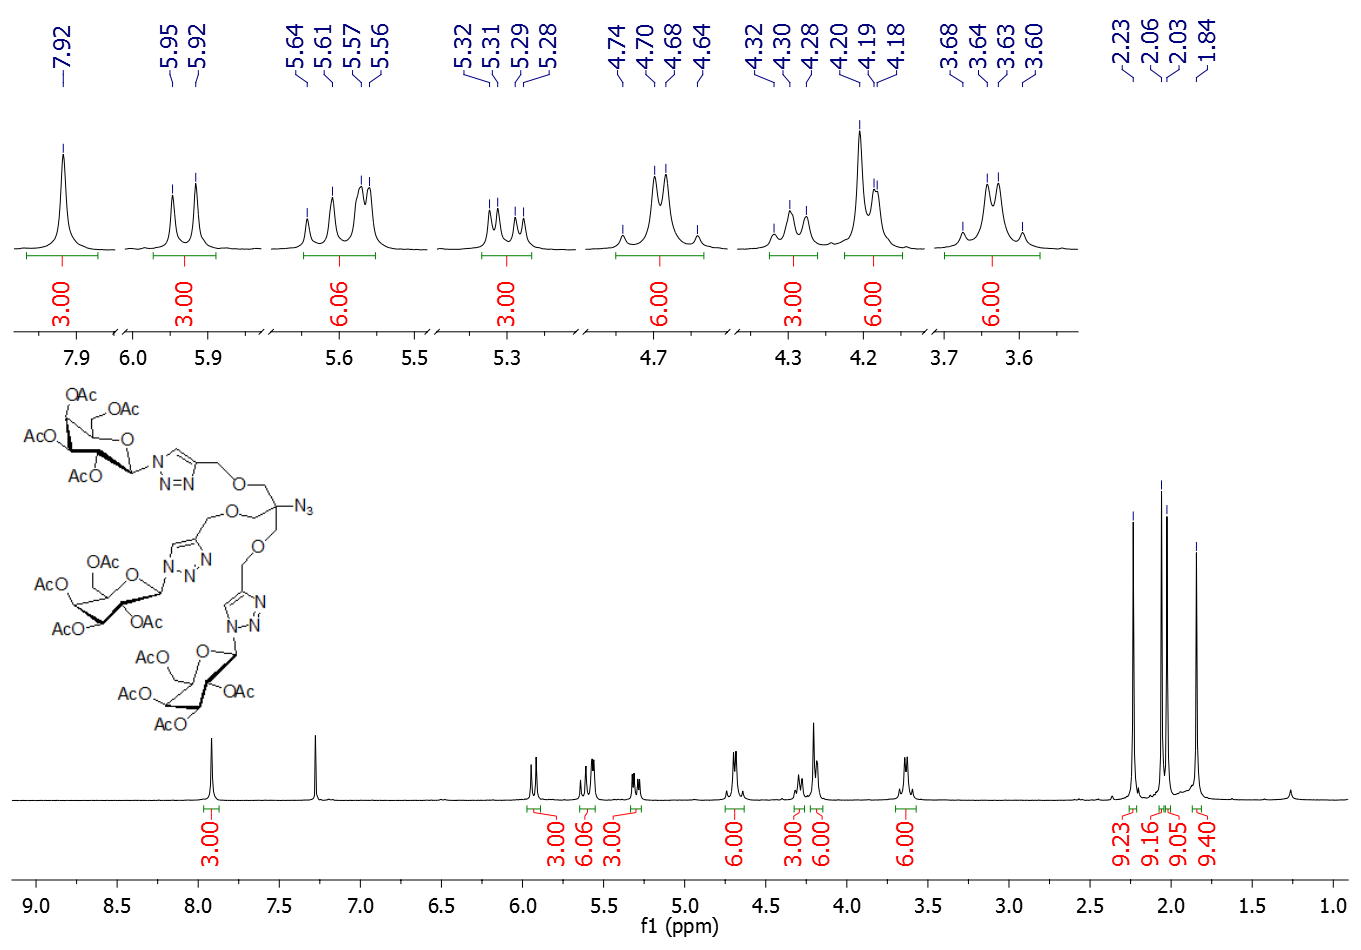 7.92 5.95 5.92 5.64 5.61 5.57 5.56 5.32 5.31 5.29 5.28 4.74 4.70 4.68 4.64 4.32 4.30 4.28 4.20 4.19 4.18 3.68 3.64 3.63 3.60 2.23 2.06 2.03 1.84
3.00 3.00 6.06 3.00 6.00 3.00 6.00 6.00
7.9 6.0 5.9 5.6 5.5 5.3 4.7 4.3 4.2 3.7 3.6
OAc
OAc
AcO
O
AcO
N
N=N
O
O
N3
O
OAc
AcO
O
N
N
N
AcO
OAc
N
N
N
AcO
O
AcO
OAc
AcO
3.00 3.00 6.06 3.00 6.00 3.00 6.00 6.00 9.23 9.16 9.05 9.40
9.0 8.5 8.0 7.5 7.0 6.5 6.0 5.5 5.0 4.5 4.0 3.5 3.0 2.5 2.0 1.5 1.0
f1 (ppm)